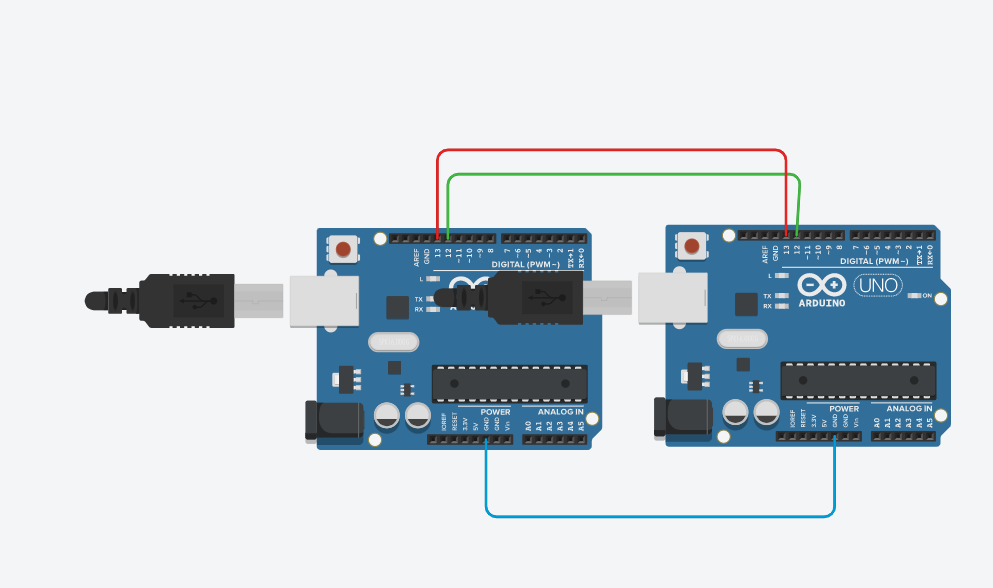 AREF
GND
13
12
~11
~10
~9
8
7
~6
~5
4
~3
2
TX→1
RX←0
DIGITAL (PWM~)
L
TX
RX
POWER
ANALOG IN
IOREF
RESET
3.3V
5V
GND
GND
Vin
A0
A1
A2
A3
A4
A5
AREF
GND
13
12
~11
~10
~9
8
7
~6
~5
4
~3
2
TX→1
RX←0
DIGITAL (PWM~)
L
TX
RX
ARDUINO
UNO
ON
POWER
ANALOG IN
IOREF
RESET
3.3V
5V
GND
GND
Vin
A0
A1
A2
A3
A4
A5